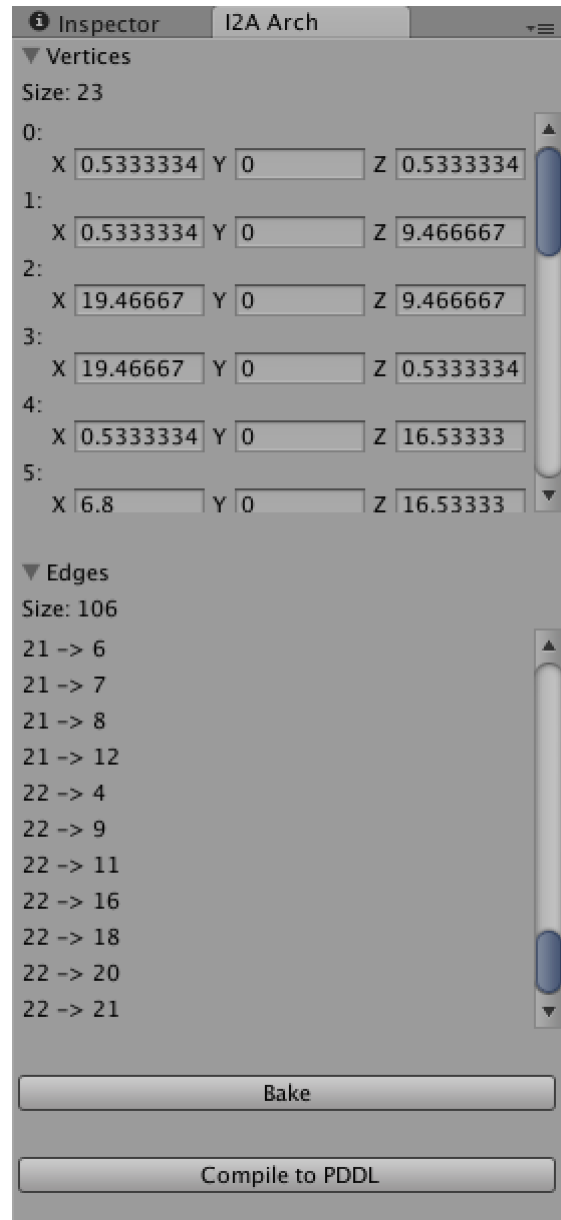 Inspector I2A Arch
Vertices
Size: 23
0:
X 0.5333334 Y 0 Z 0.5333334
1:
X 0.5333334 Y 0 Z 9.466667
2:
X 19.46667 Y 0 Z 9.466667
3:
X 19.46667 Y 0 Z 0.5333334
4:
X 0.5333334 Y 0 Z 16.53333
5:
X 6.8 Y 0 Z 16.53333
Edges
Size: 106
21 -> 6
21 -> 7
21 -> 8
21 -> 12
22 -> 4
22 -> 9
22 -> 11
22 -> 16
22 -> 18
22 -> 20
22 -> 21
Bake
Compile to PDDL